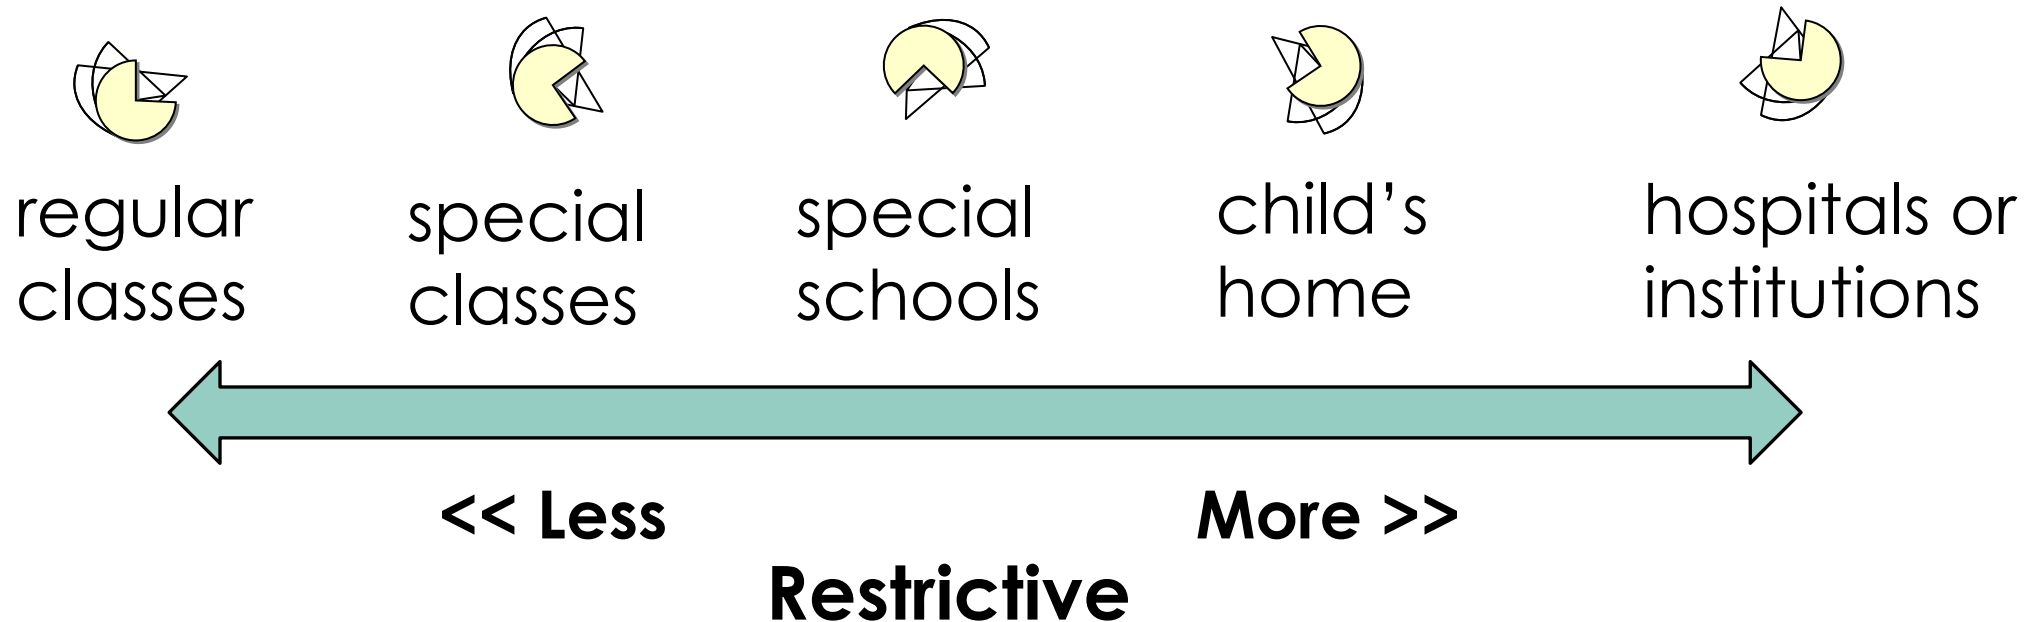 regular
classes
special
classes
special
schools
child’s
home
hospitals or
institutions
<< Less
More >>
Restrictive